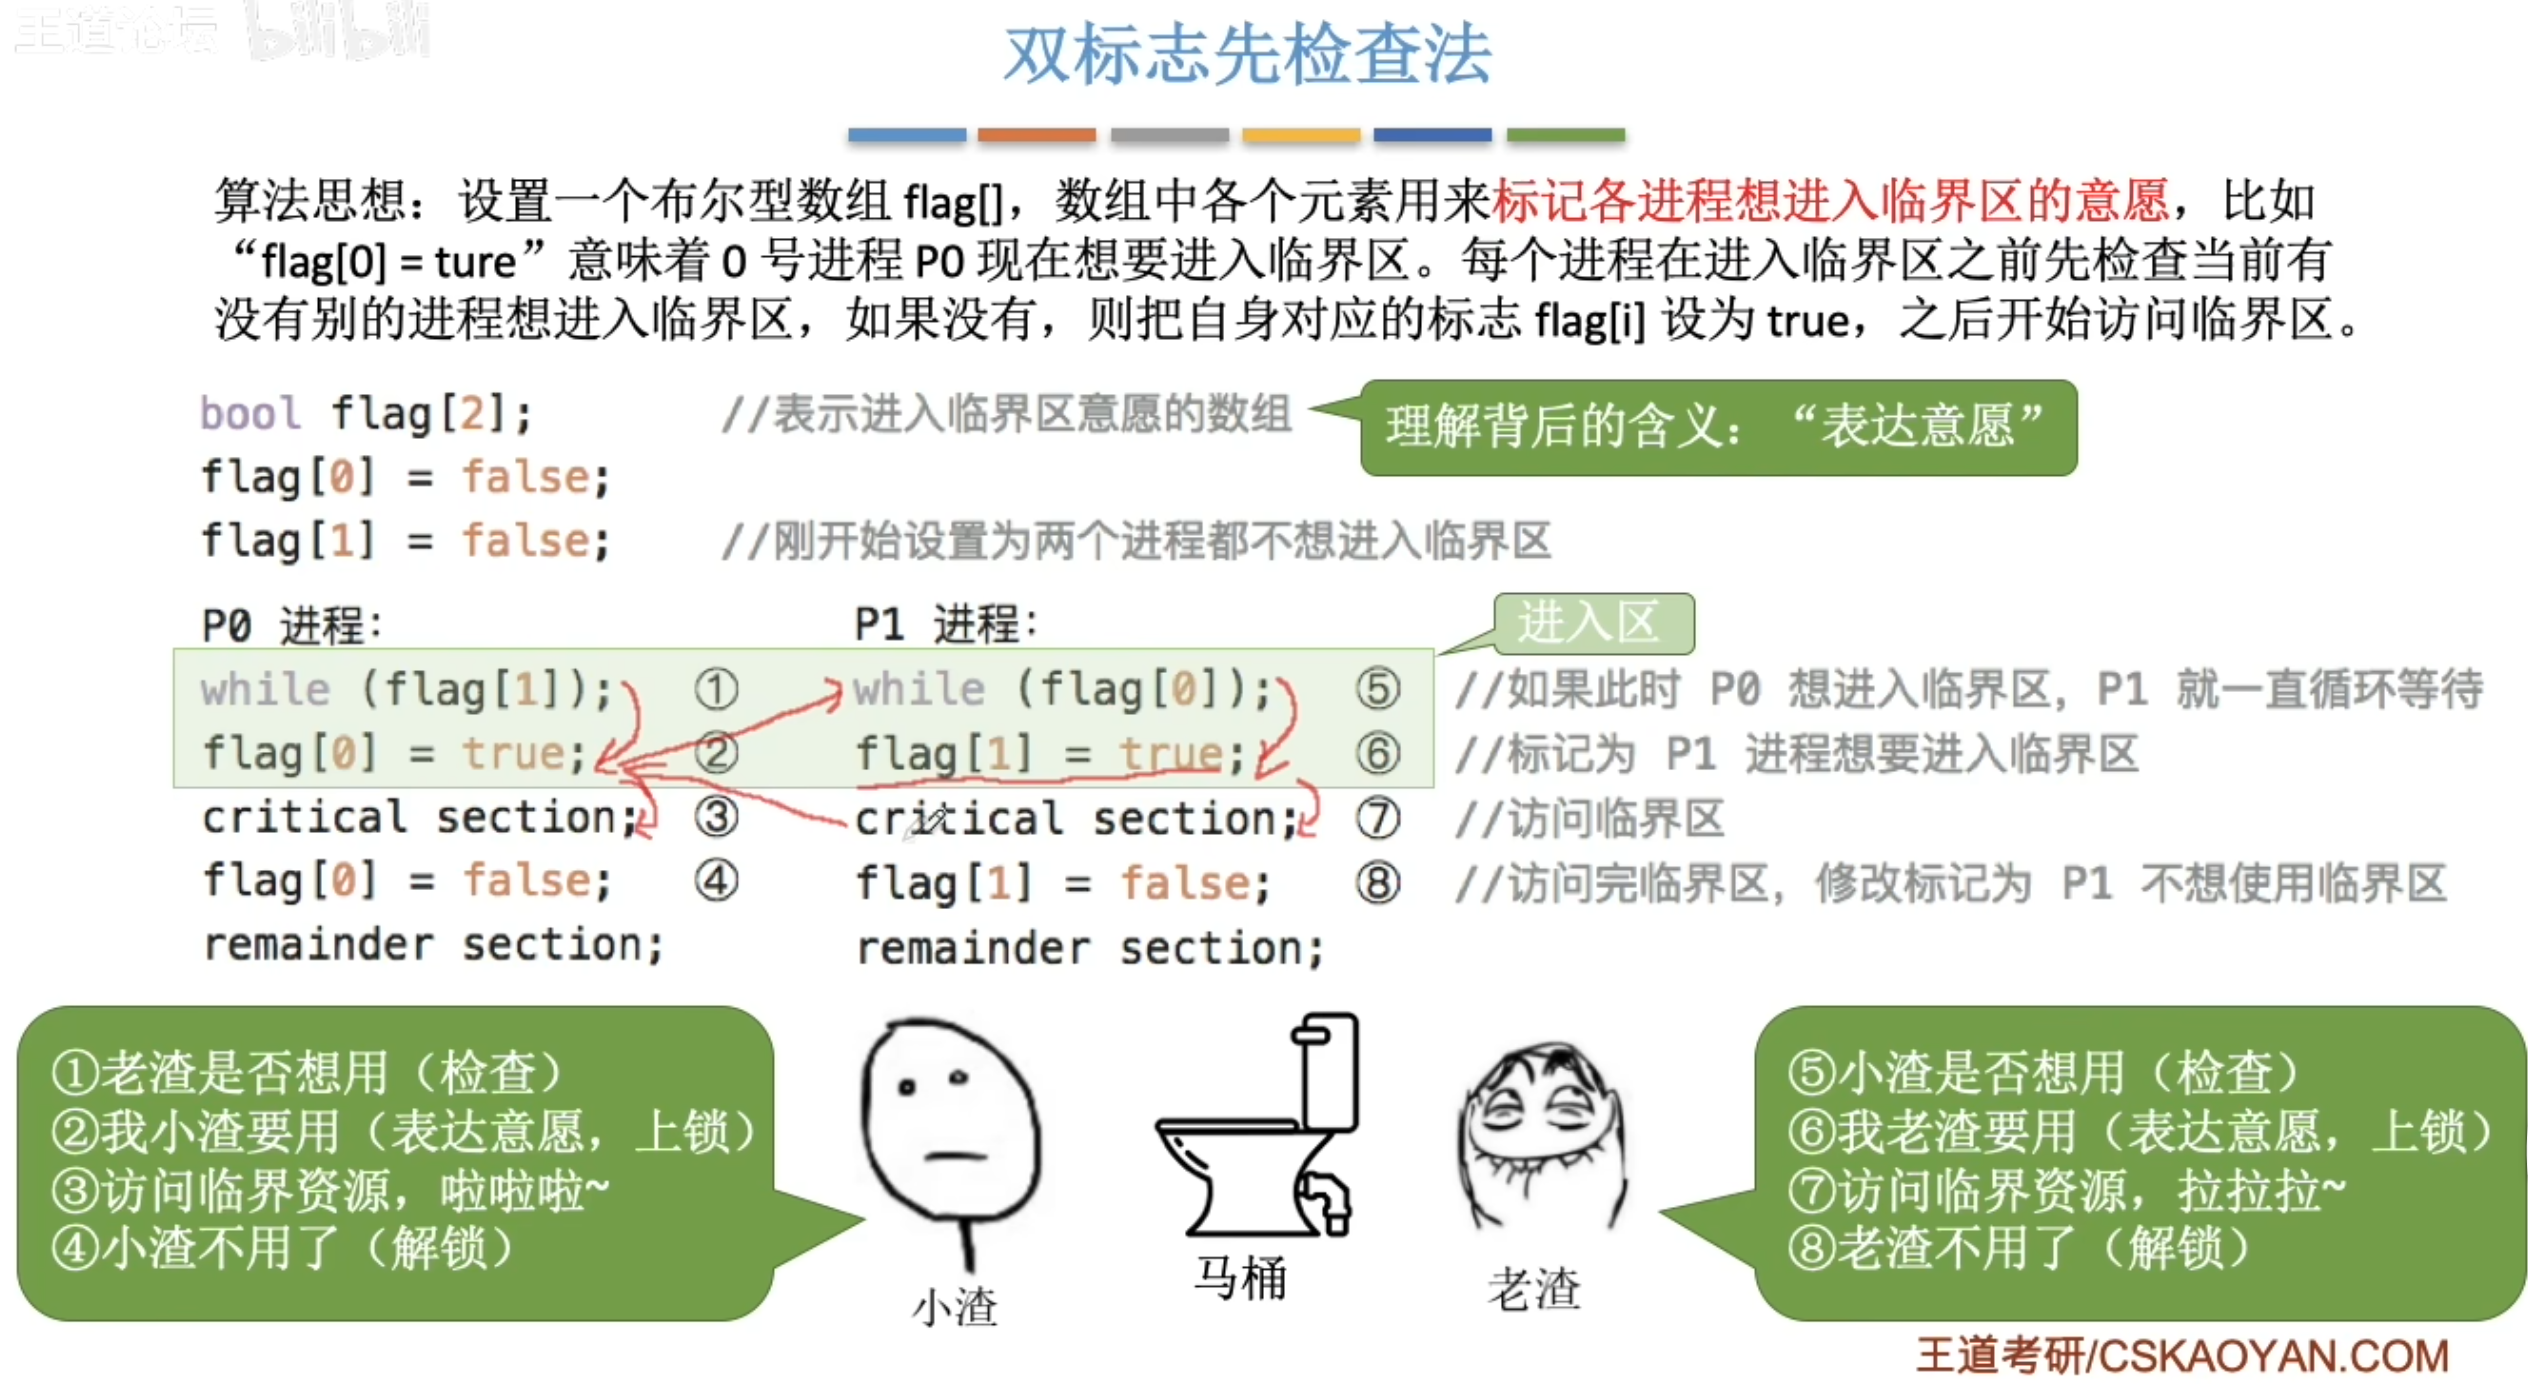 王道论坛 bilibili
双标志先检查法
算法思想：设置一个布尔型数组 flag[]，数组中各个元素用来标记各进程想进入临界区的意愿，比如
“flag[0] = ture”意味着 0 号进程 P0 现在想要进入临界区。每个进程在进入临界区之前先检查当前有
没有别的进程想进入临界区，如果没有，则把自身对应的标志 flag[i] 设为 true，之后开始访问临界区。
bool flag[2]; //表示进入临界区意愿的数组
理解背后的含义：“表达意愿”
flag[0] = false;
flag[1] = false; //刚开始设置为两个进程都不想进入临界区
P0 进程： P1 进程：
进入区
while (flag[1]); ① while (flag[0]); ⑤ //如果此时 P0 想进入临界区，P1 就一直循环等待
flag[0] = true; ② flag[1] = true; ⑥ //标记为 P1 进程想要进入临界区
critical section; ③ critical section; ⑦ //访问临界区
flag[0] = false; ④ flag[1] = false; ⑧ //访问完临界区，修改标记为 P1 不想使用临界区
remainder section; remainder section;
①老渣是否想用（检查）
②我小渣要用（表达意愿，上锁）
③访问临界资源，啦啦啦~
④小渣不用了（解锁）
小渣
马桶
老渣
⑤小渣是否想用（检查）
⑥我老渣要用（表达意愿，上锁）
⑦访问临界资源，拉拉拉~
⑧老渣不用了（解锁）
王道考研/CSKAOYAN.COM